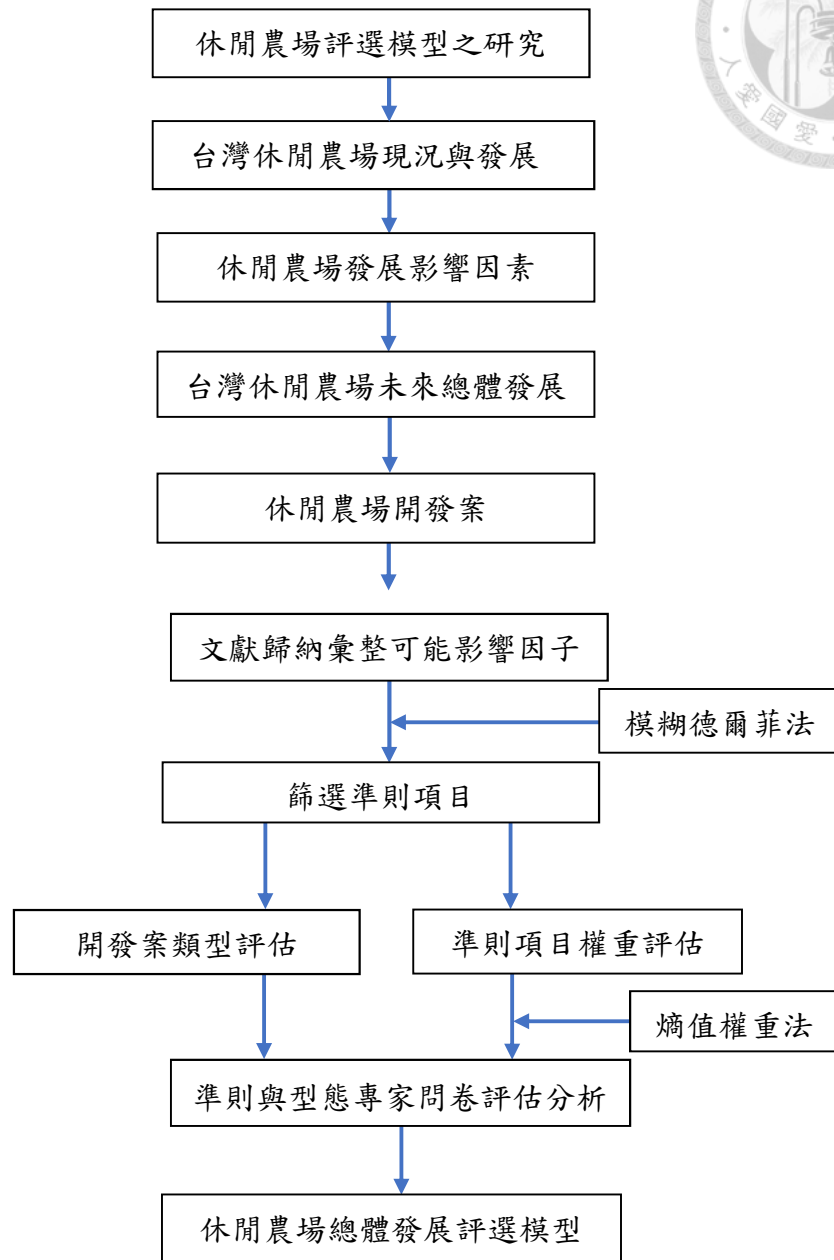 休閒農場評選模型之研究
台灣休閒農場現況與發展
休閒農場發展影響因素
台灣休閒農場未來總體發展
休閒農場開發案
文獻歸納彙整可能影響因子
模糊德爾菲法
篩選準則項目
開發案類型評估
準則項目權重評估
熵值權重法
準則與型態專家問卷評估分析
休閒農場總體發展評選模型
人愛國愛